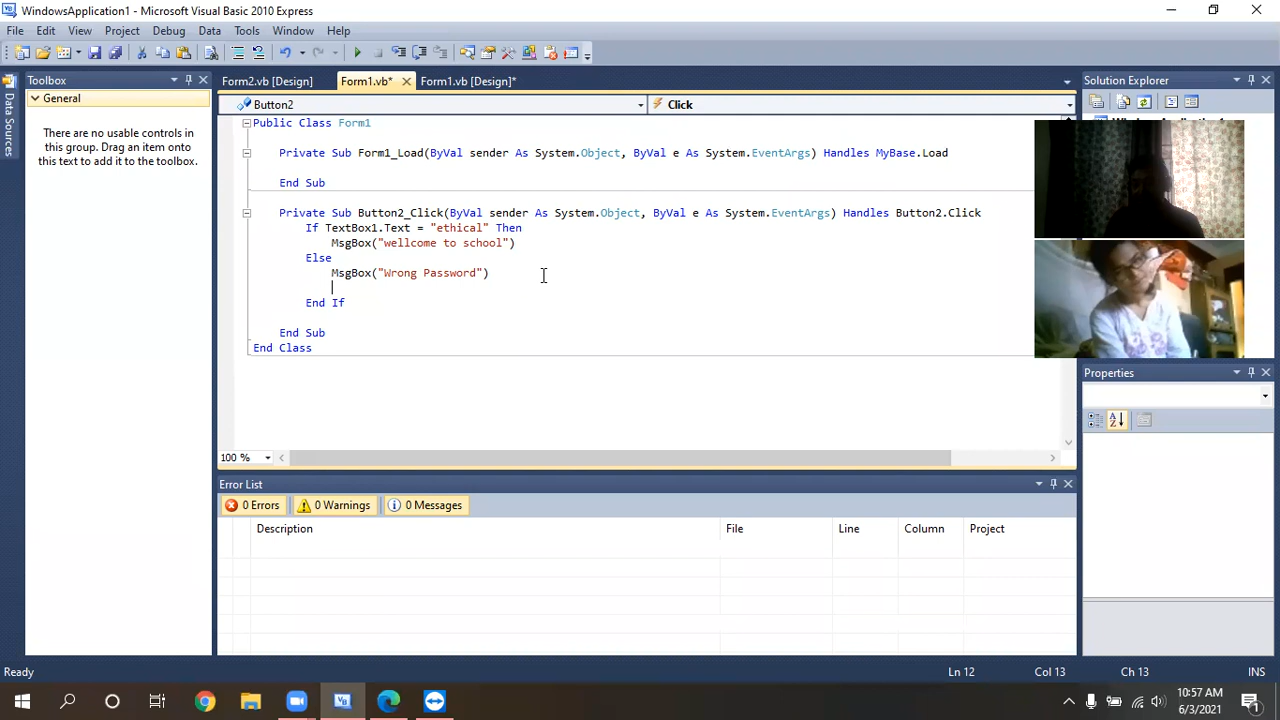 WindowsApplication1 - Microsoft Visual Basic 2010 Express
File Edit View Project Debug Data Tools Window Help
Toolbox
Form2.vb [Design] Form1.vb* Form1.vb [Design]*
Solution Explorer
Data Sources
General
Button2 Click
There are no usable controls in
this group. Drag an item onto
this text to add it to the toolbox.
Public Class Form1
Private Sub Form1_Load(ByVal sender As System.Object, ByVal e As System.EventArgs) Handles MyBase.Load
End Sub
Private Sub Button2_Click(ByVal sender As System.Object, ByVal e As System.EventArgs) Handles Button2.Click
If TextBox1.Text = "ethical" Then
MsgBox("wellcome to school")
Else
MsgBox("Wrong Password")
End If
End Sub
End Class
Properties
100 %
Error List
0 Errors 0 Warnings 0 Messages
Description File Line Column Project
Ready Ln 12 Col 13 Ch 13 INS
10:57 AM
6/3/2021